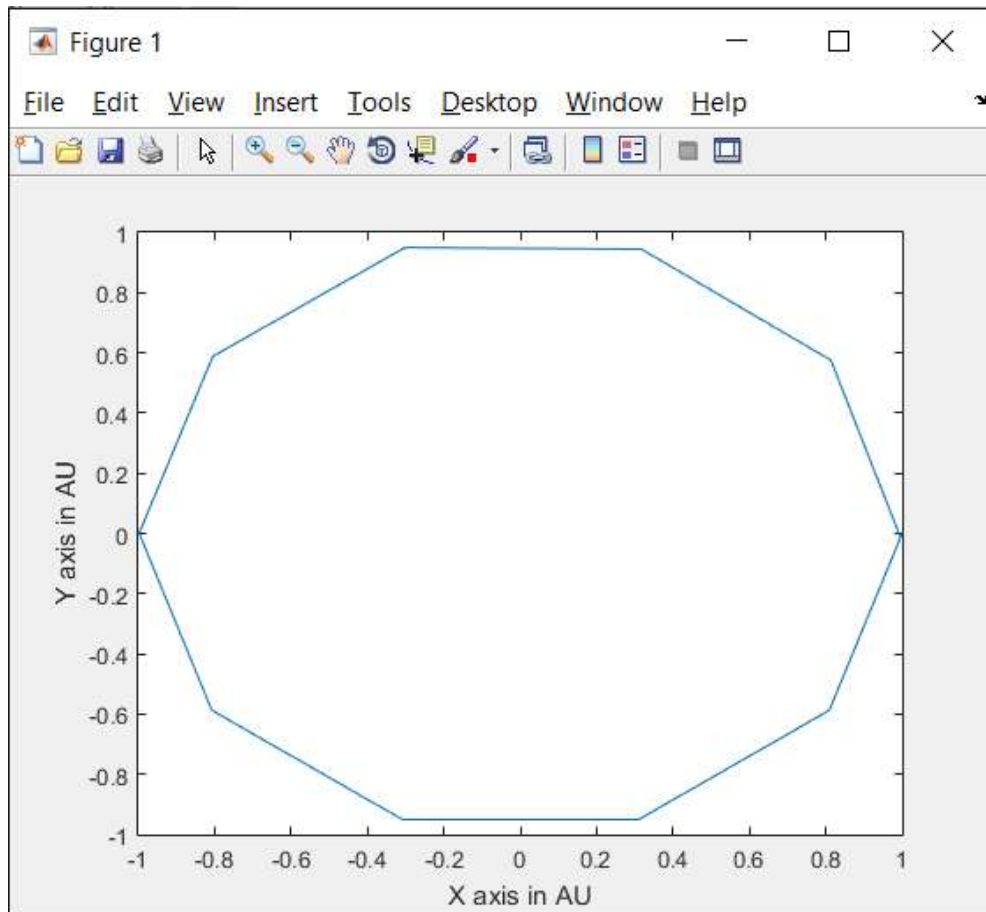 Figure 1
File Edit View Insert Tools Desktop Window Help
1
0.8
0.6
0.4
0.2
0
-0.2
-0.4
-0.6
-0.8
-1
Y axis in AU
-1 -0.8 -0.6 -0.4 -0.2 0 0.2 0.4 0.6 0.8 1
X axis in AU